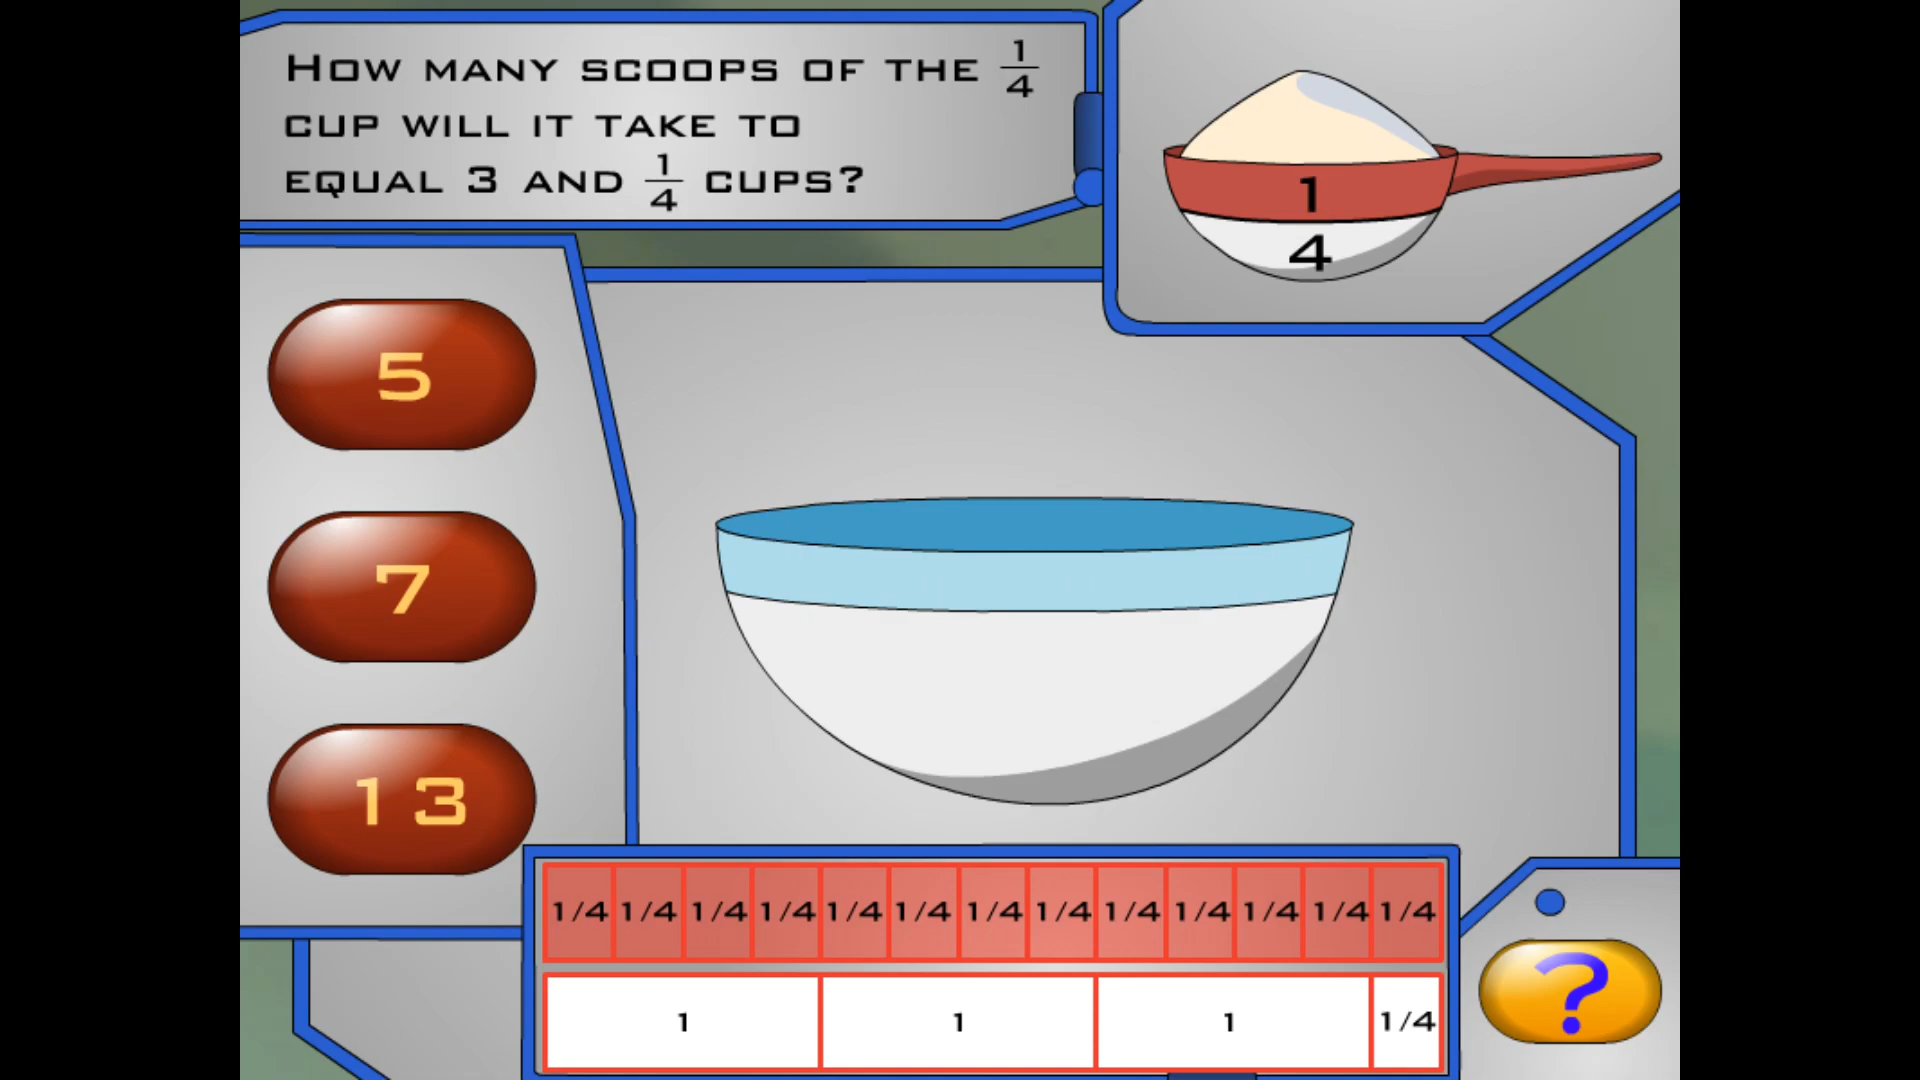 How many scoops of the 1/4
cup will it take to
equal 3 and 1/4 cups?
1
4
5
7
13
1/4 1/4 1/4 1/4 1/4 1/4 1/4 1/4 1/4 1/4 1/4 1/4 1/4
1 1 1 1/4
?